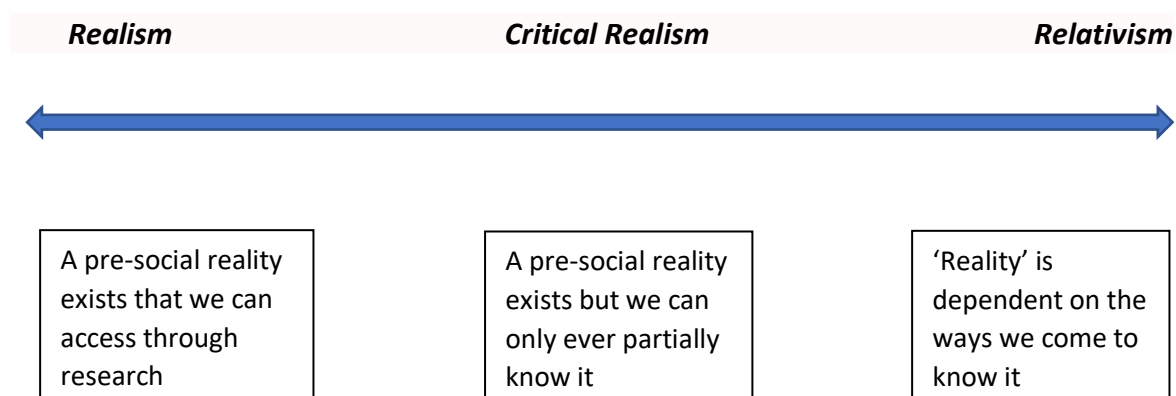 Realism Critical Realism Relativism
A pre-social reality
exists that we can
access through
research
A pre-social reality
exists but we can
only ever partially
know it
‘Reality’ is
dependent on the
ways we come to
know it